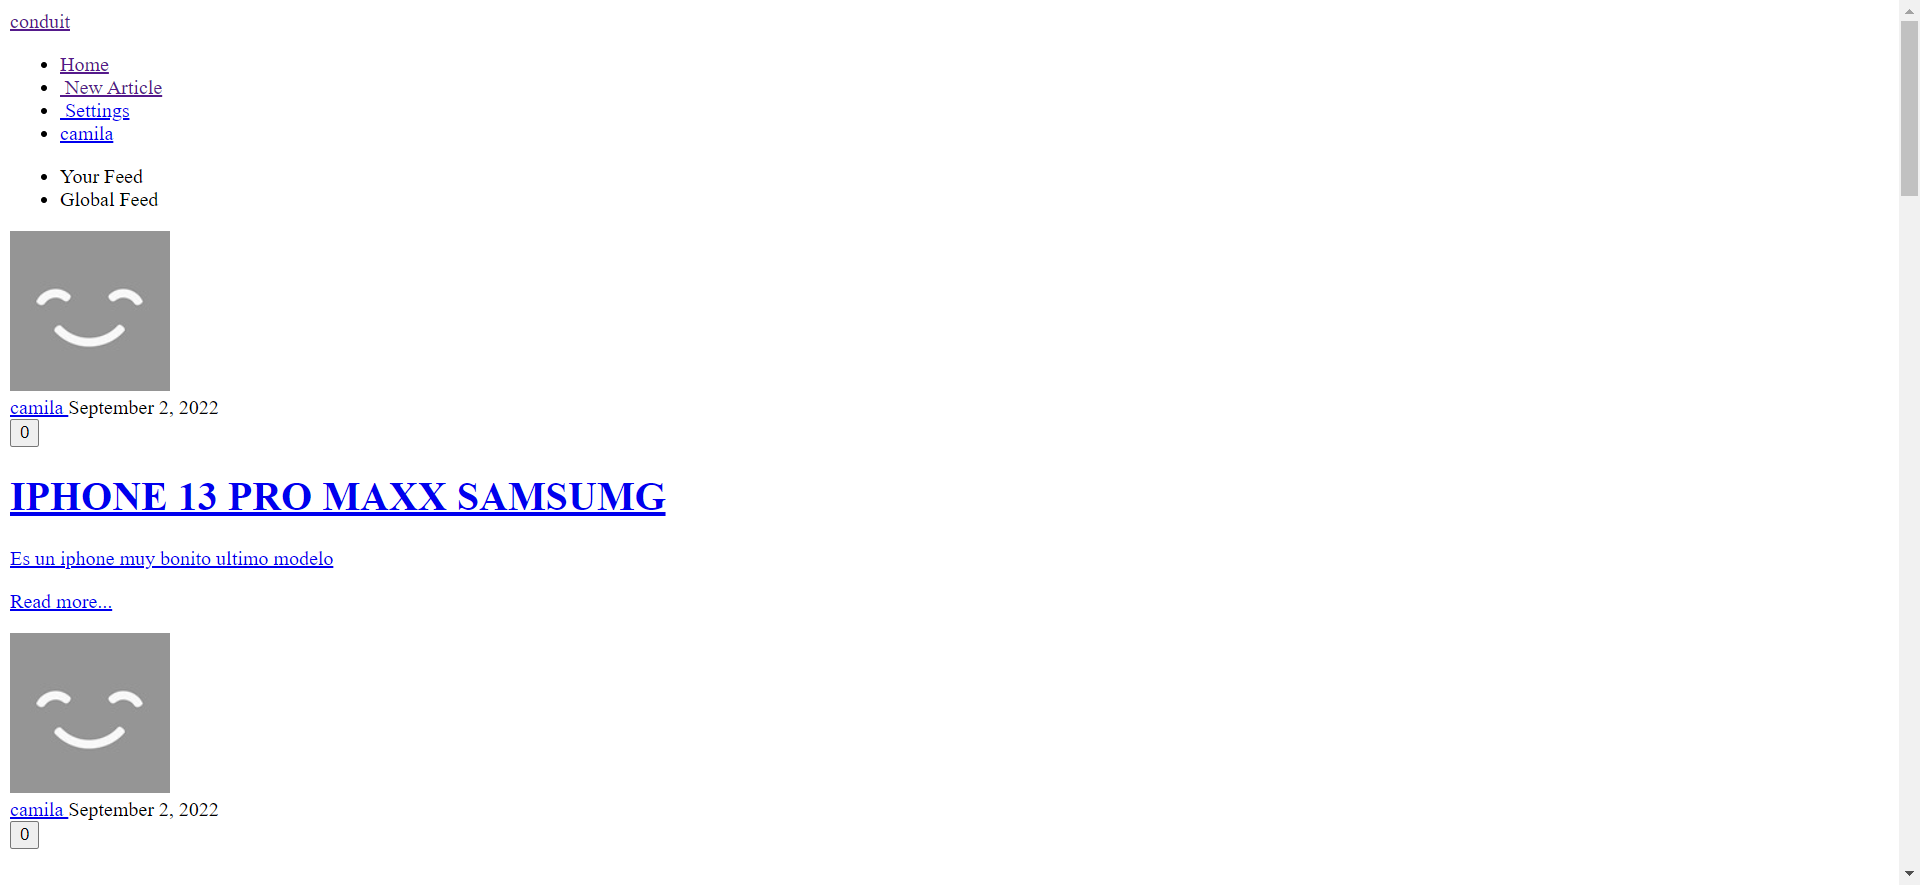 conduit
Home
New Article
Settings
camila
Your Feed
Global Feed
camila September 2, 2022
0
IPHONE 13 PRO MAXX SAMSUMG
Es un iphone muy bonito ultimo modelo
Read more...
camila September 2, 2022
0